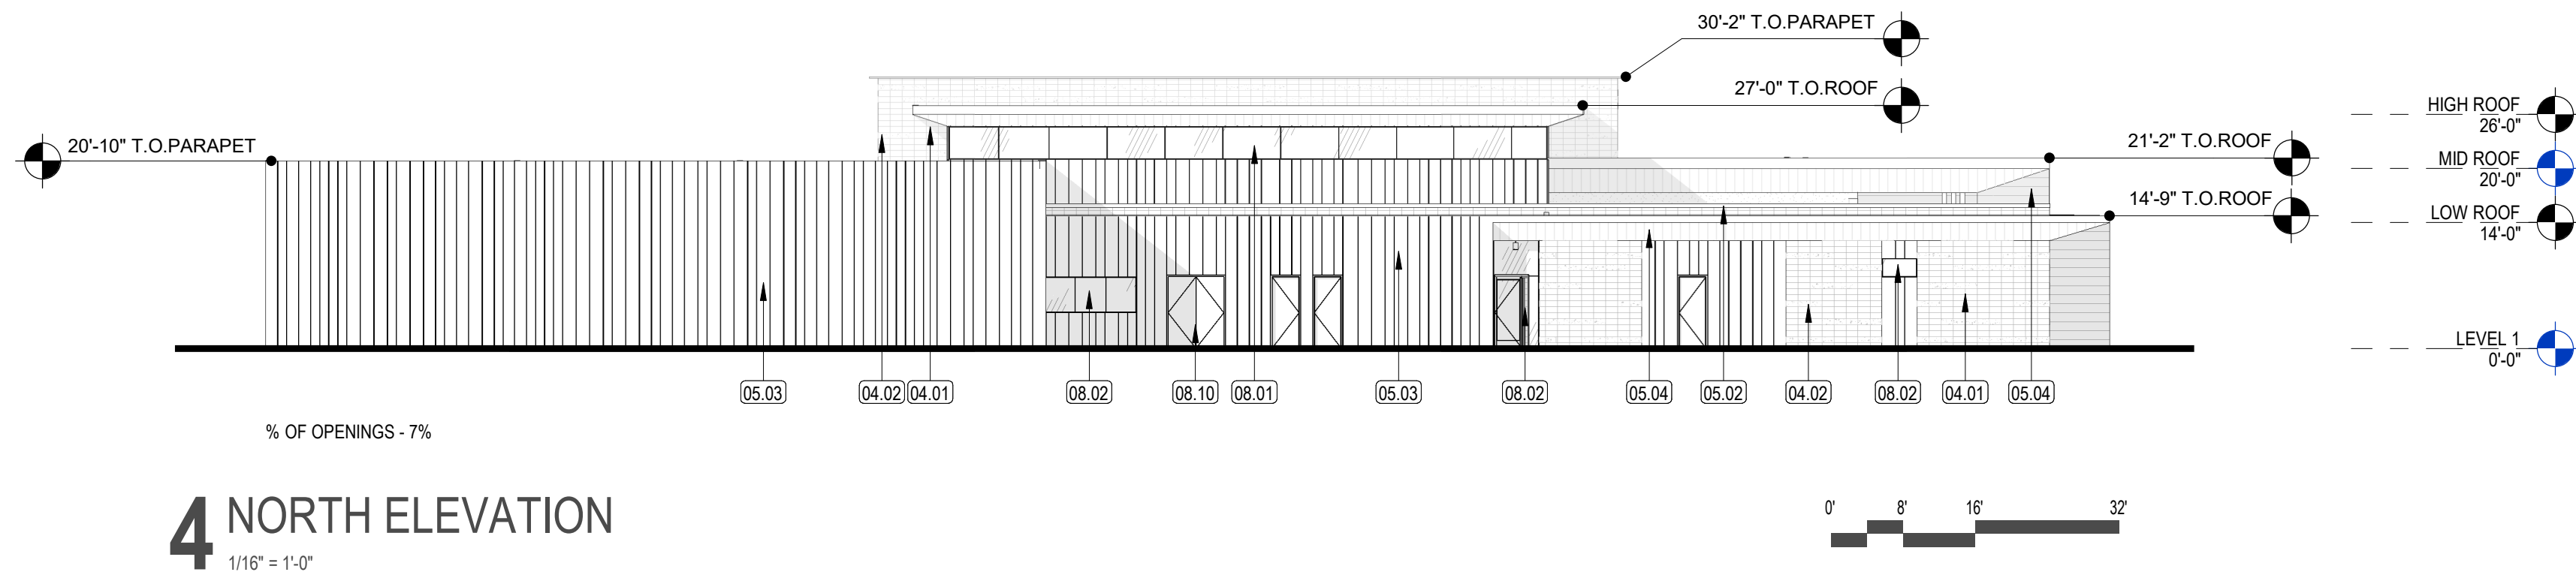 30'-2" T.O.PARAPET
27'-0" T.O.ROOF
HIGH ROOF
26'-0"
20'-10" T.O.PARAPET
21'-2" T.O.ROOF
MID ROOF
20'-0"
14'-9" T.O.ROOF
LOW ROOF
14'-0"
LEVEL 1
0'-0"
05.03 04.02 04.01 08.02 08.10 08.01 05.03 08.02 05.04 05.02 04.02 08.02 04.01 05.04
% OF OPENINGS - 7%
4 NORTH ELEVATION
1/16" = 1'-0"
0' 8' 16' 32'